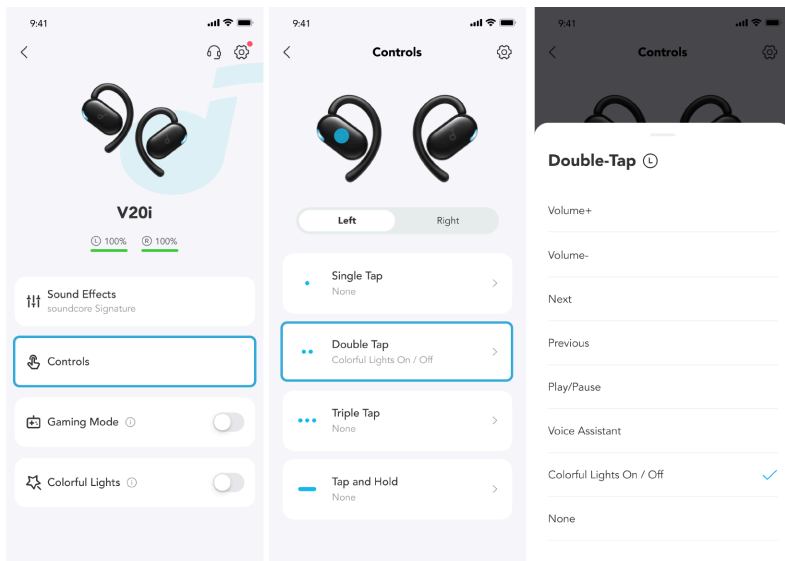 9:41
V20i
L 100% R 100%
Sound Effects
soundcore Signature
Controls
Gaming Mode
Colorful Lights
9:41
Controls
Left Right
Single Tap
None
Double Tap
Colorful Lights On / Off
Triple Tap
None
Tap and Hold
None
9:41
Controls
Double-Tap L
Volume+
Volume-
Next
Previous
Play/Pause
Voice Assistant
Colorful Lights On / Off
None